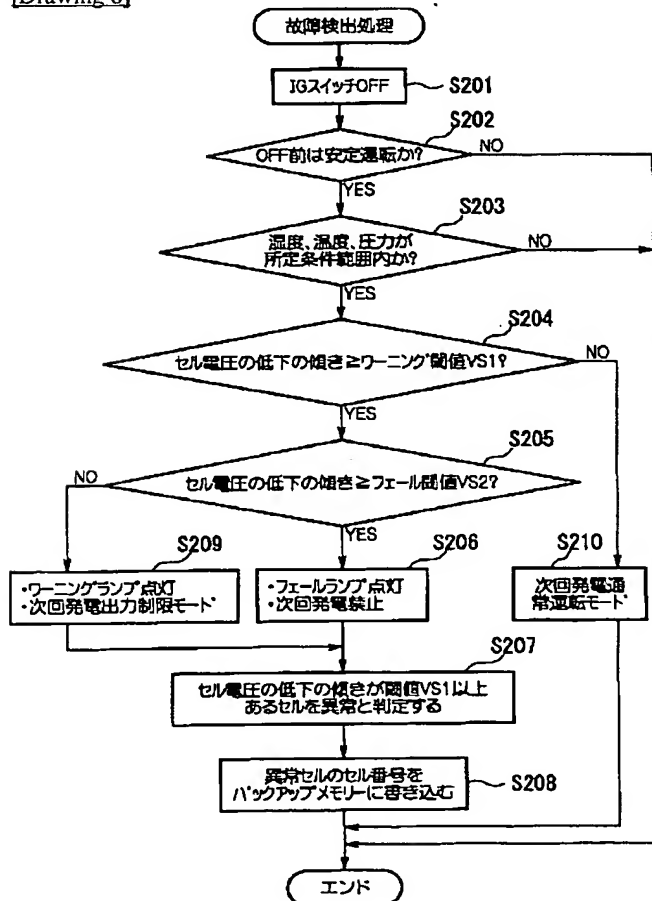 [Drawing 8]
故障検出処理
IGスイッチOFF
S201
S202
OFF前は安定運転か?
NO
YES
S203
湿度、温度、圧力が
所定条件範囲内か?
NO
YES
S204
セル電圧の低下の傾き≧ワーニング閾値VS1?
NO
YES
S205
セル電圧の低下の傾き≧フェール閾値VS2?
NO
YES
S209
・ワーニングランプ点灯
・次回発電出力制限モード
S206
・フェールランプ点灯
・次回発電禁止
S210
次回発電通
常運転モード
S207
セル電圧の低下の傾きが閾値VS1以上
あるセルを異常と判定する
S208
異常セルのセル番号を
バックアップメモリーに書き込む
エンド